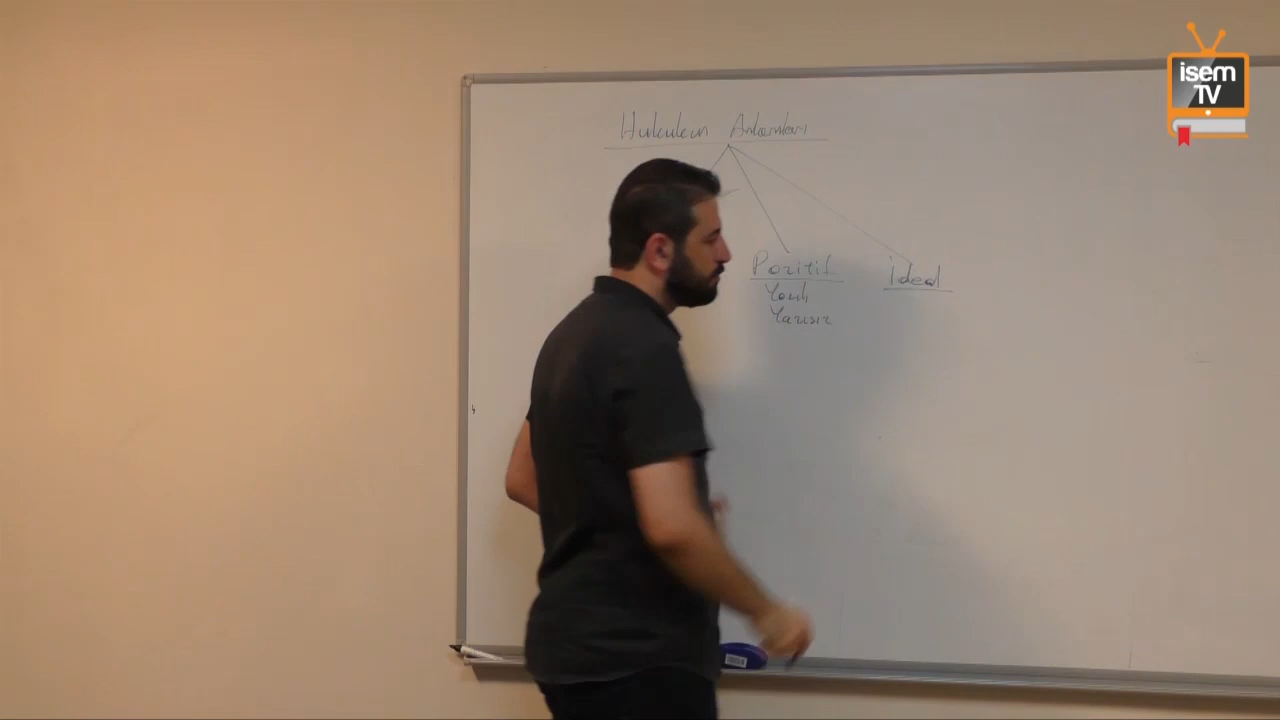 isem
TV
Hukukun Anlamları
Pozitif
Yazılı
Yazısız
İdeal